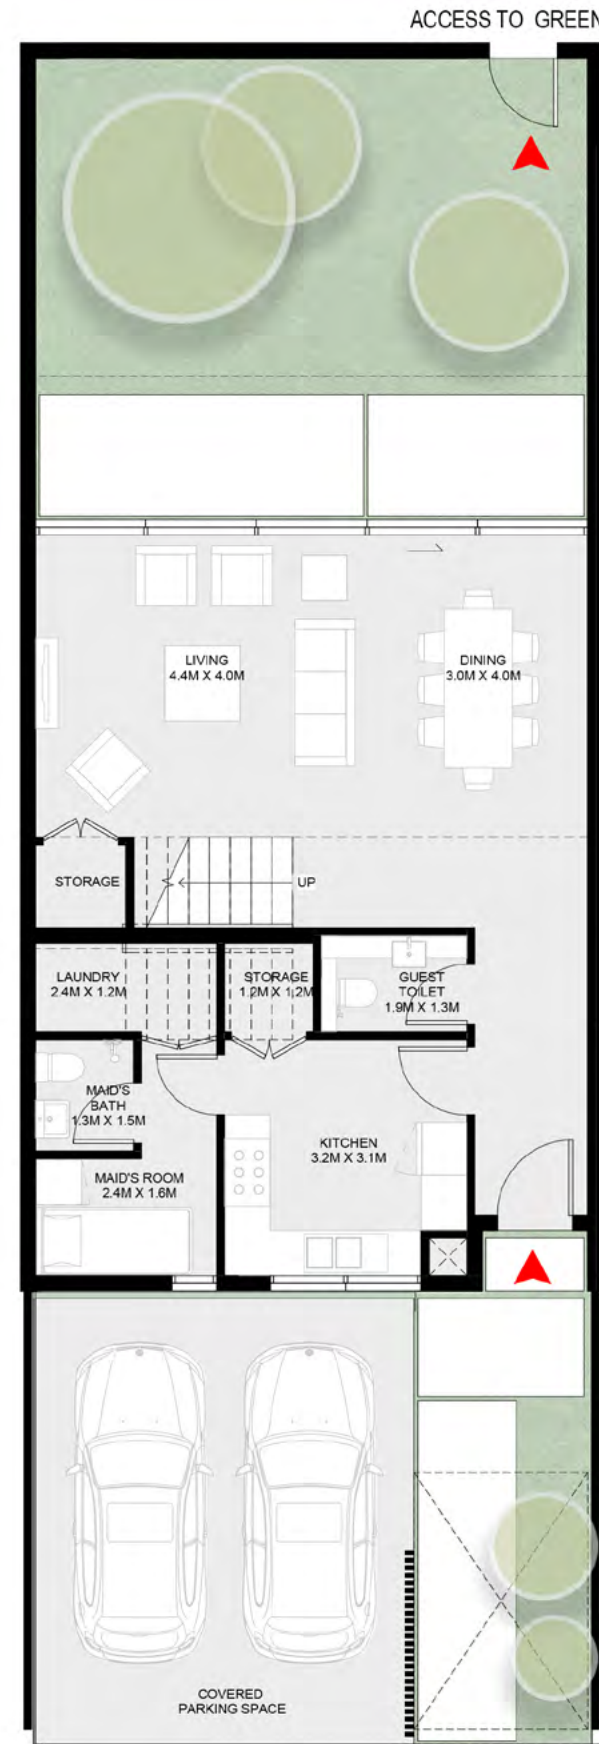 ACCESS TO GREEN
LIVING
4.4M X 4.0M
DINING
3.0M X 4.0M
STORAGE
UP
LAUNDRY
2.4M X 1.2M
STORAGE
1.2M X 1.2M
GUEST
TOILET
1.9M X 1.3M
MAID'S
BATH
1.3M X 1.5M
KITCHEN
3.2M X 3.1M
MAID'S ROOM
2.4M X 1.6M
COVERED
PARKING SPACE